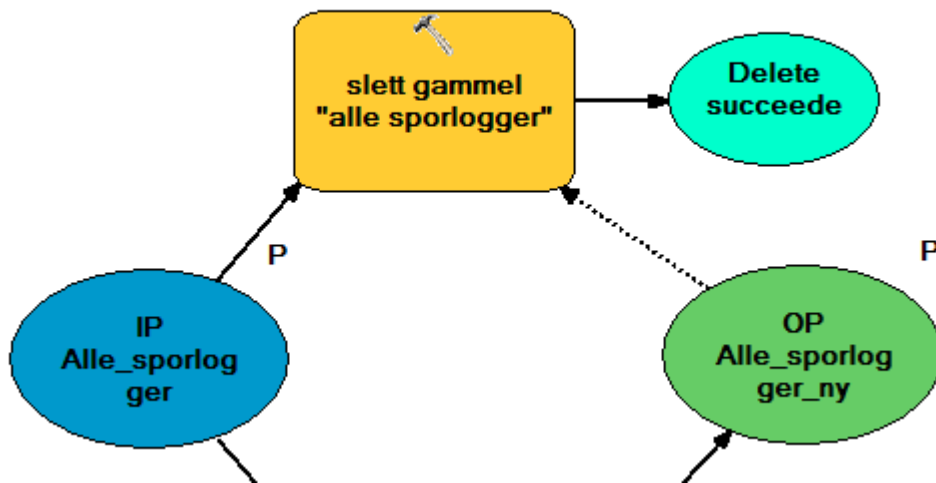 slett gammel
"alle sporlogger"
Delete
succeede
P
P
IP
Alle_sporlog
ger
OP
Alle_sporlog
ger_ny